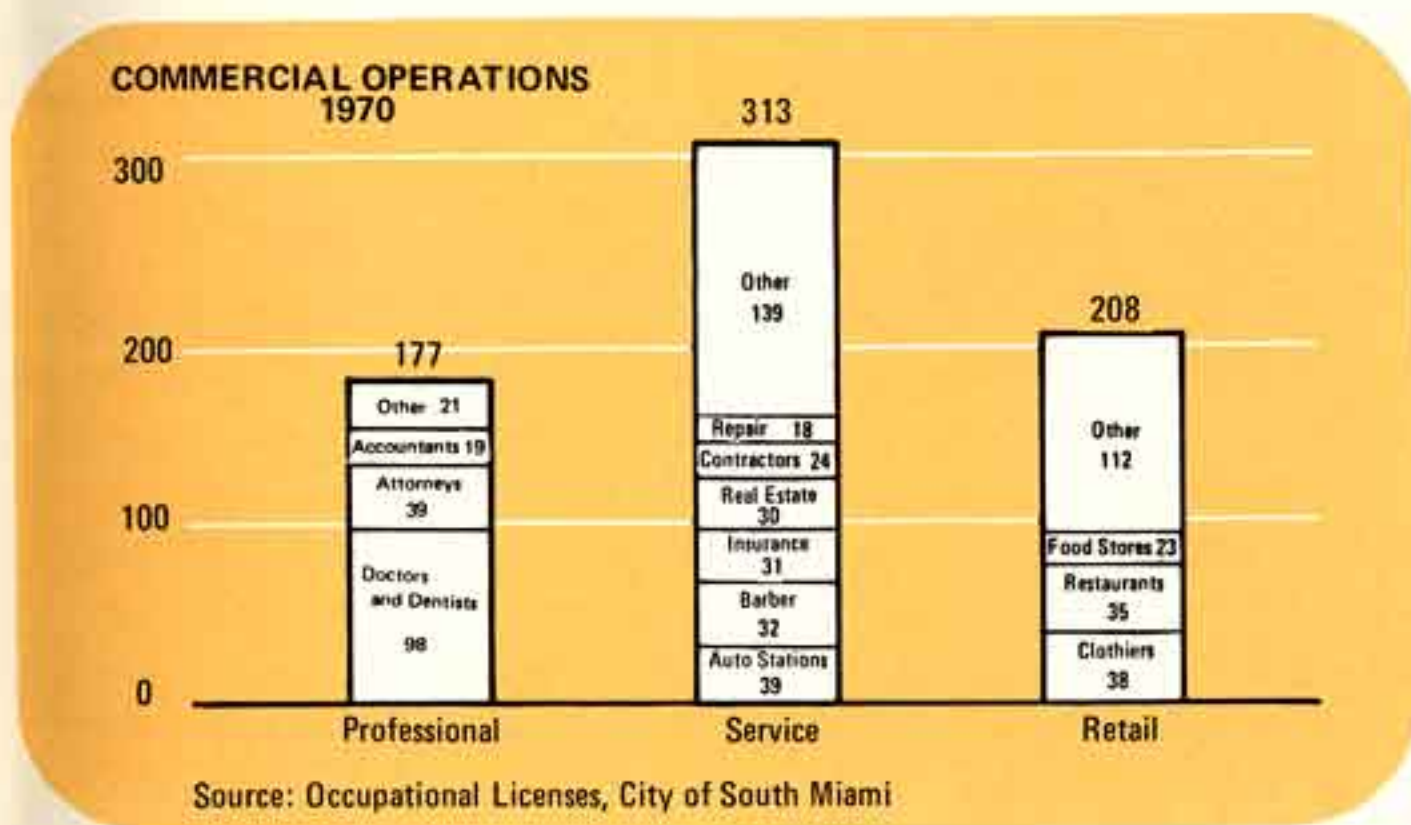 COMMERCIAL OPERATIONS
1970
300
200
100
0
177
Other 21
Accountants 19
Attorneys
39
Doctors
and Dentists
98
Professional
313
Other
139
Repair 18
Contractors 24
Real Estate
30
Insurance
31
Barber
32
Auto Stations
39
Service
208
Other
112
Food Stores 23
Restaurants
35
Clothiers
38
Retail
Source: Occupational Licenses, City of South Miami